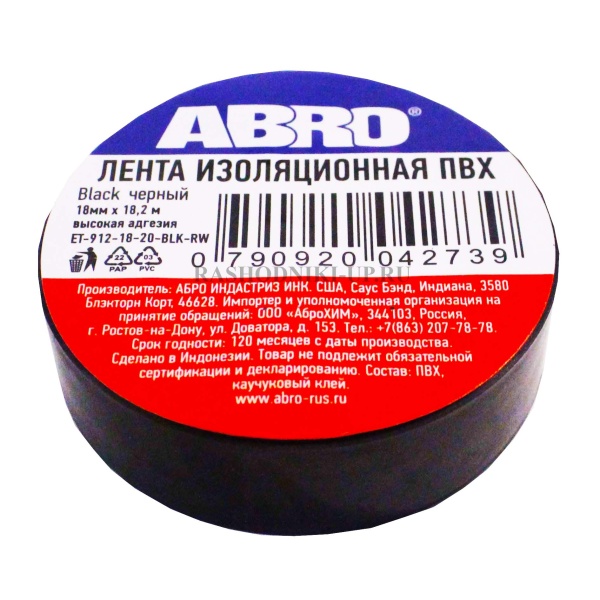 ABRO®
ЛЕНТА ИЗОЛЯЦИОННАЯ ПВХ
Black черный
18мм x 18,2 м
высокая адгезия
ET-912-18-20-BLK-RW
22
PAP
03
PVC
0 790920 042739
RASHODNIKI-UP.RU
Производитель: АБРО ИНДАСТРИЗ ИНК. США, Саус Бэнд, Индиана, 3580
Блэкторн Корт, 46628. Импортер и уполномоченная организация на
принятие обращений: ООО «АброХИМ», 344103, Россия,
г. Ростов-на-Дону, ул. Доватора, д. 153. Тел.: +7(863) 207-78-78.
Срок годности: 120 месяцев с даты производства.
Сделано в Индонезии. Товар не подлежит обязательной
сертификации и декларированию. Состав: ПВХ,
каучуковый клей.
www.abro-rus.ru